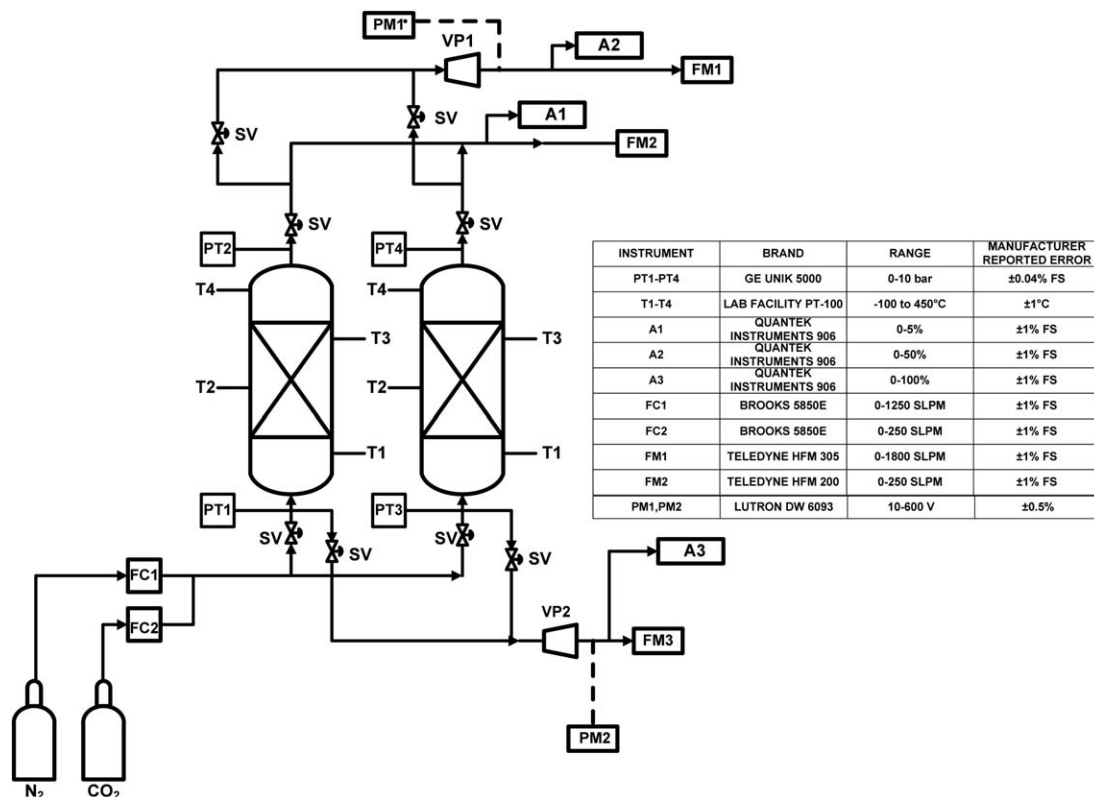 PM1*
VP1
A2
FM1
SV
SV
A1
FM2
SV
SV
PT2
PT4
T4
T4
T3
T3
T2
T2
T1
T1
PT1
PT3
SV
SV
SV
SV
FC1
FC2
VP2
A3
FM3
PM2
N₂
CO₂
INSTRUMENT BRAND RANGE MANUFACTURER REPORTED ERROR
PT1-PT4 GE UNIK 5000 0-10 bar ±0.04% FS
T1-T4 LAB FACILITY PT-100 -100 to 450°C ±1°C
A1 QUANTEK INSTRUMENTS 906 0-5% ±1% FS
A2 QUANTEK INSTRUMENTS 906 0-50% ±1% FS
A3 QUANTEK INSTRUMENTS 906 0-100% ±1% FS
FC1 BROOKS 5850E 0-1250 SLPM ±1% FS
FC2 BROOKS 5850E 0-250 SLPM ±1% FS
FM1 TELEDYNE HFM 305 0-1800 SLPM ±1% FS
FM2 TELEDYNE HFM 200 0-250 SLPM ±1% FS
PM1,PM2 LUTRON DW 6093 10-600 V ±0.5%